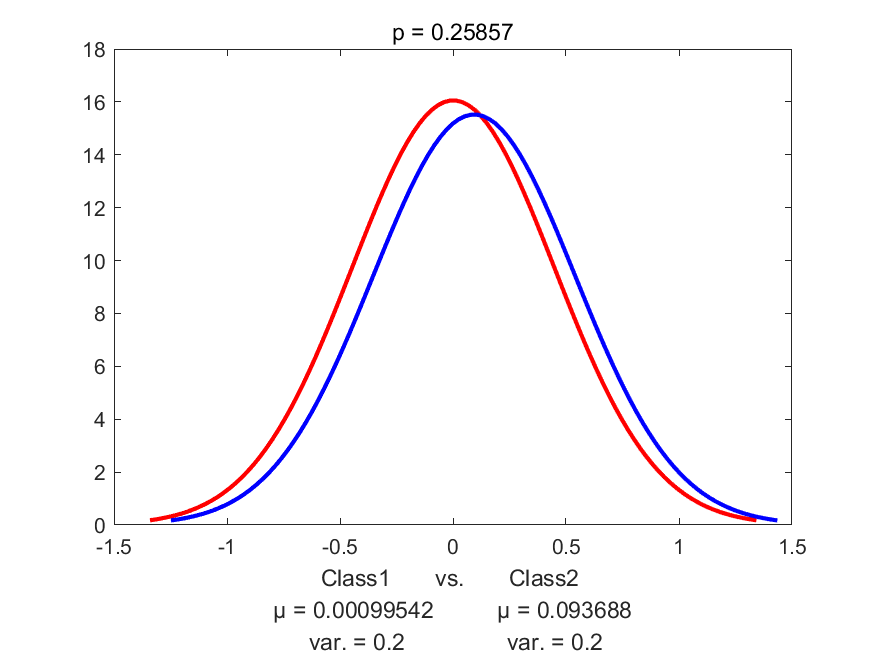 p = 0.25857
18
16
14
12
10
8
6
4
2
0
-1.5 -1 -0.5 0 0.5 1 1.5
Class1 vs. Class2
μ = 0.00099542 μ = 0.093688
var. = 0.2 var. = 0.2